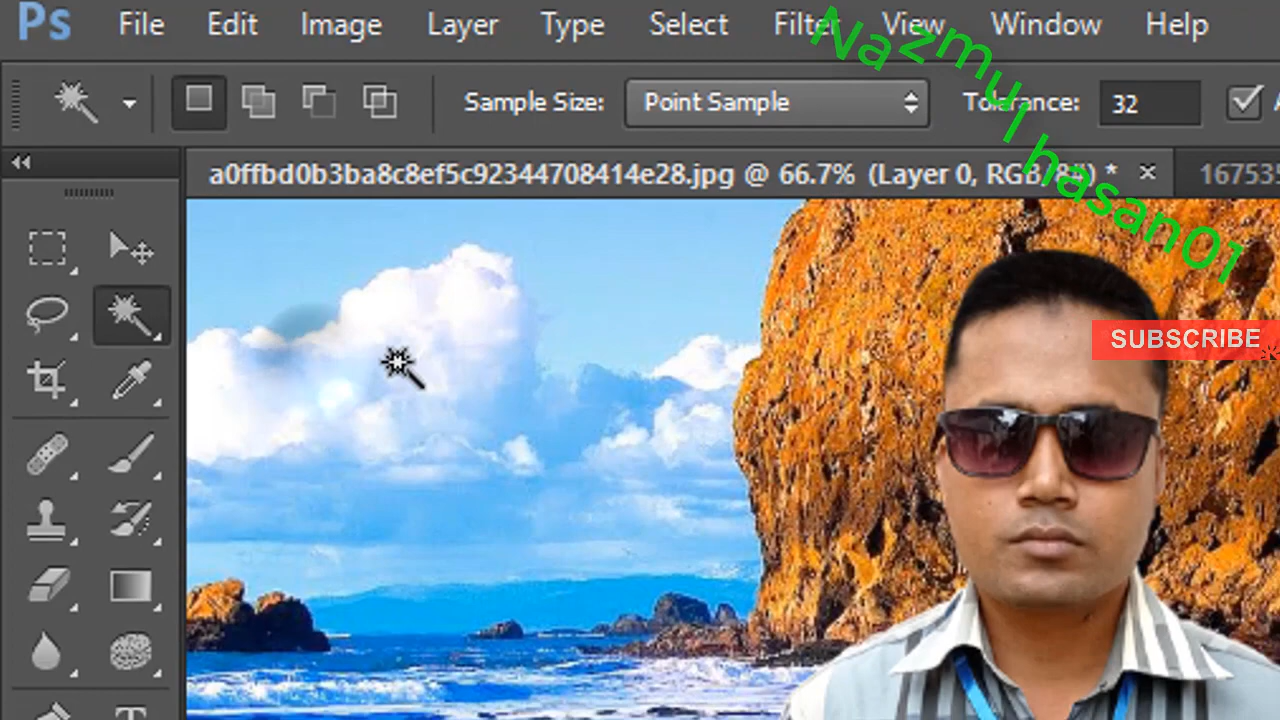 Ps File Edit Image Layer Type Select Filter View Window Help
Sample Size: Point Sample Tolerance: 32
a0ffbd0b3ba8c8ef5c92344708414e28.jpg @ 66.7% (Layer 0, RGB/8#) * ×
Nazmul hasan01
SUBSCRIBE